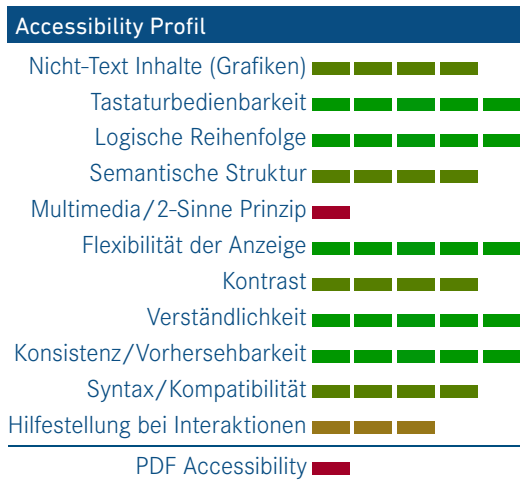 Accessibility Profil
Nicht-Text Inhalte (Grafiken)
Tastaturbedienbarkeit
Logische Reihenfolge
Semantische Struktur
Multimedia/2-Sinne Prinzip
Flexibilität der Anzeige
Kontrast
Verständlichkeit
Konsistenz/Vorhersehbarkeit
Syntax/Kompatibilität
Hilfestellung bei Interaktionen
PDF Accessibility